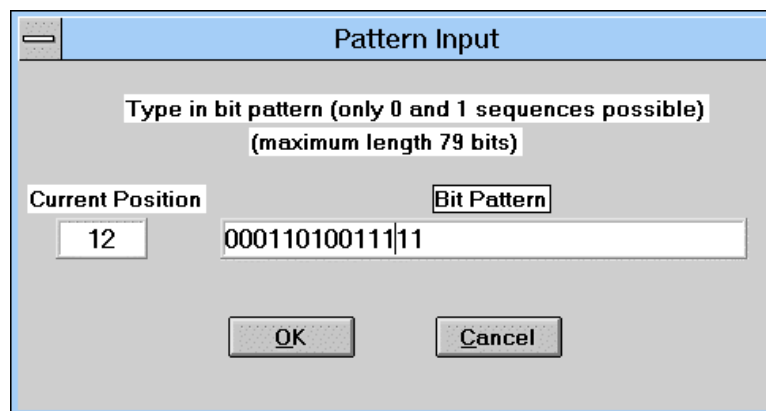 Pattern Input
Type in bit pattern (only 0 and 1 sequences possible)
(maximum length 79 bits)
Current Position Bit Pattern
12 00011010011111
OK Cancel